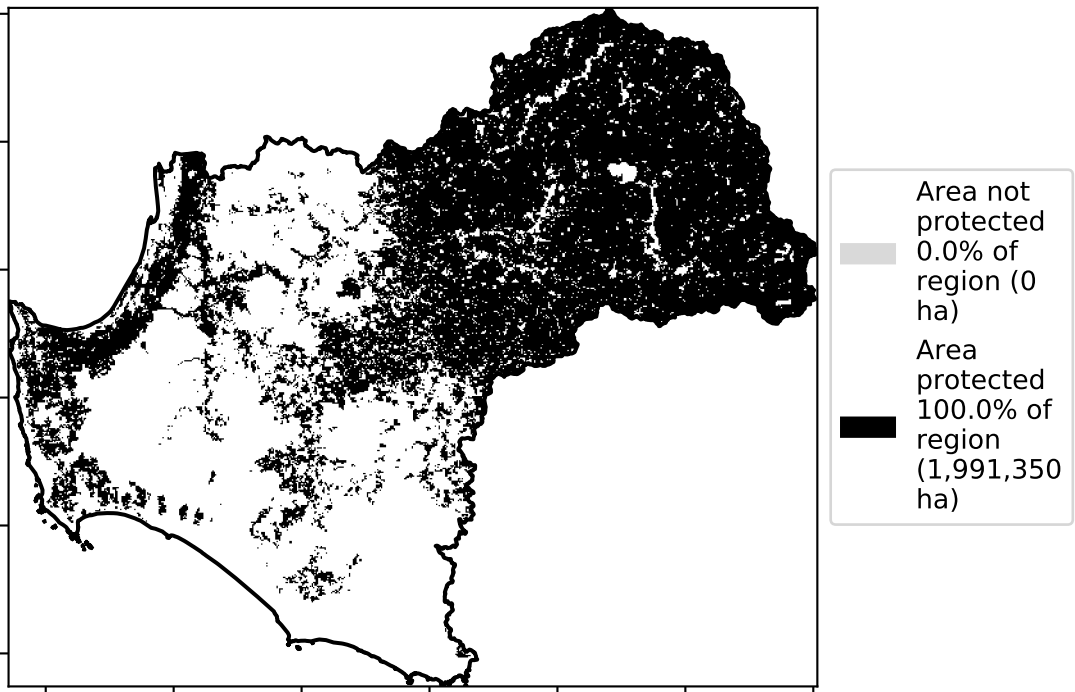 Area not
protected
0.0% of
region (0
ha)
Area
protected
100.0% of
region
(1,991,350
ha)